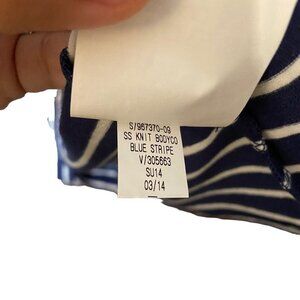 S/967370-09
SS KNIT BODYCO
BLUE STRIPE
V/305663
SU14
03/14